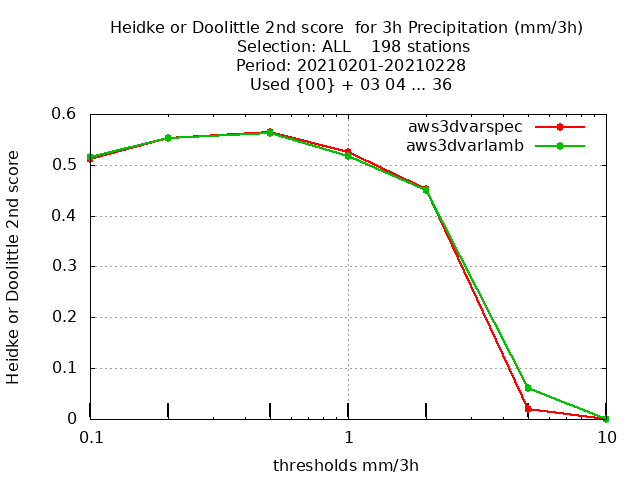 Heidke or Doolittle 2nd score  for 3h Precipitation (mm/3h)
Selection: ALL    198 stations
Period: 20210201-20210228
Used {00} + 03 04 ... 36
aws3dvarspec
aws3dvarlamb
Heidke or Doolittle 2nd score
0.6
0.5
0.4
0.3
0.2
0.1
0
0.1
1
10
thresholds mm/3h